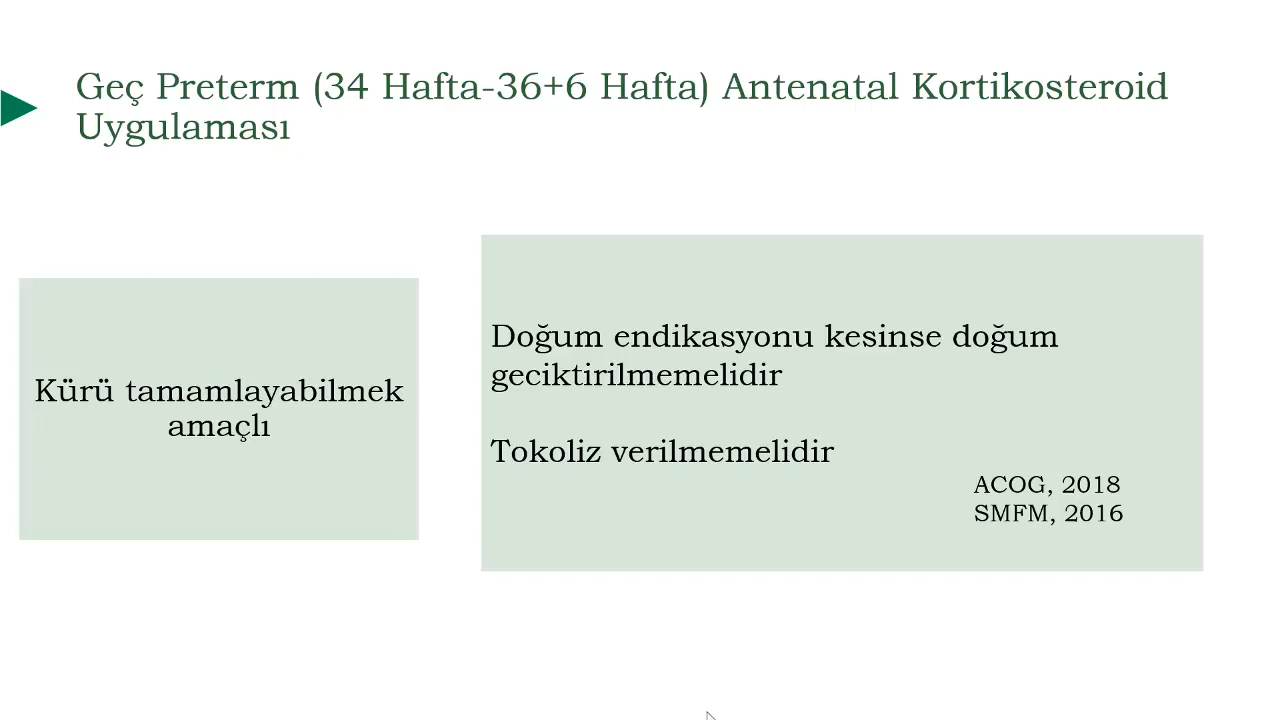 Geç Preterm (34 Hafta-36+6 Hafta) Antenatal Kortikosteroid
Uygulaması
Kürü tamamlayabilmek
amaçlı
Doğum endikasyonu kesinse doğum
geciktirilmemelidir
Tokoliz verilmemelidir
ACOG, 2018
SMFM, 2016